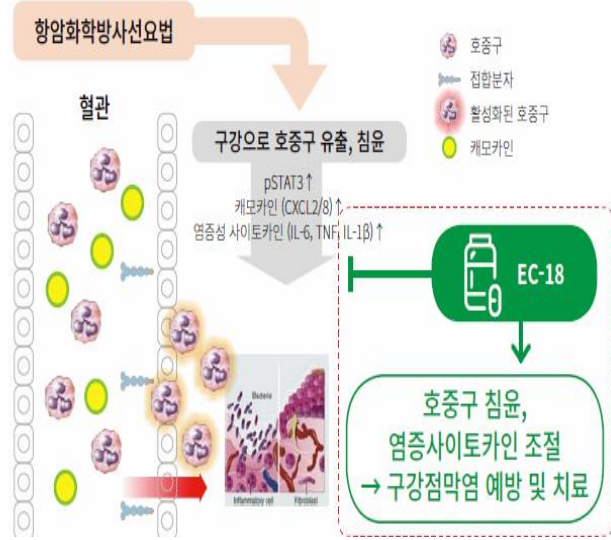 항암화학방사선요법
호중구
접합분자
활성화된 호중구
캐모카인
혈관
구강으로 호중구 유출, 침윤
pSTAT3↑
캐모카인 (CXCL2/8)↑
염증성 사이토카인 (IL-6, TNF, IL-1β)↑
EC-18
Bacteria
Inflammatory cell
Fibroblast
호중구 침윤,
염증사이토카인 조절
→ 구강점막염 예방 및 치료